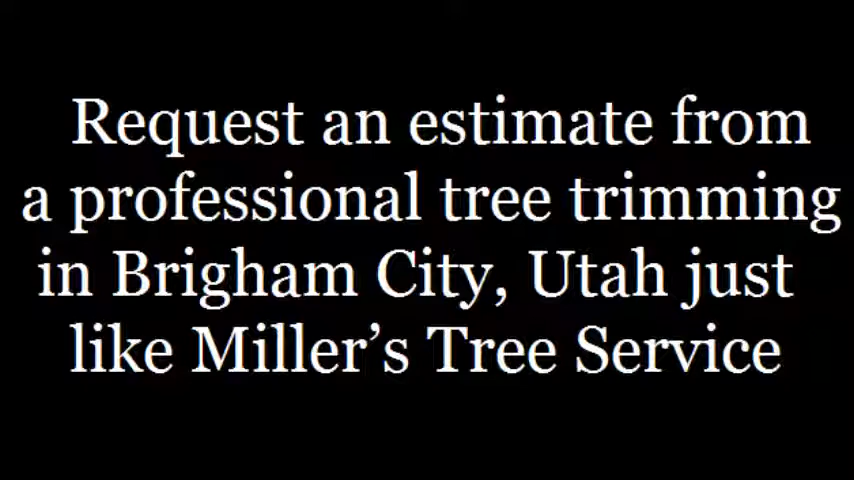 Request an estimate from
a professional tree trimming
in Brigham City, Utah just
like Miller’s Tree Service